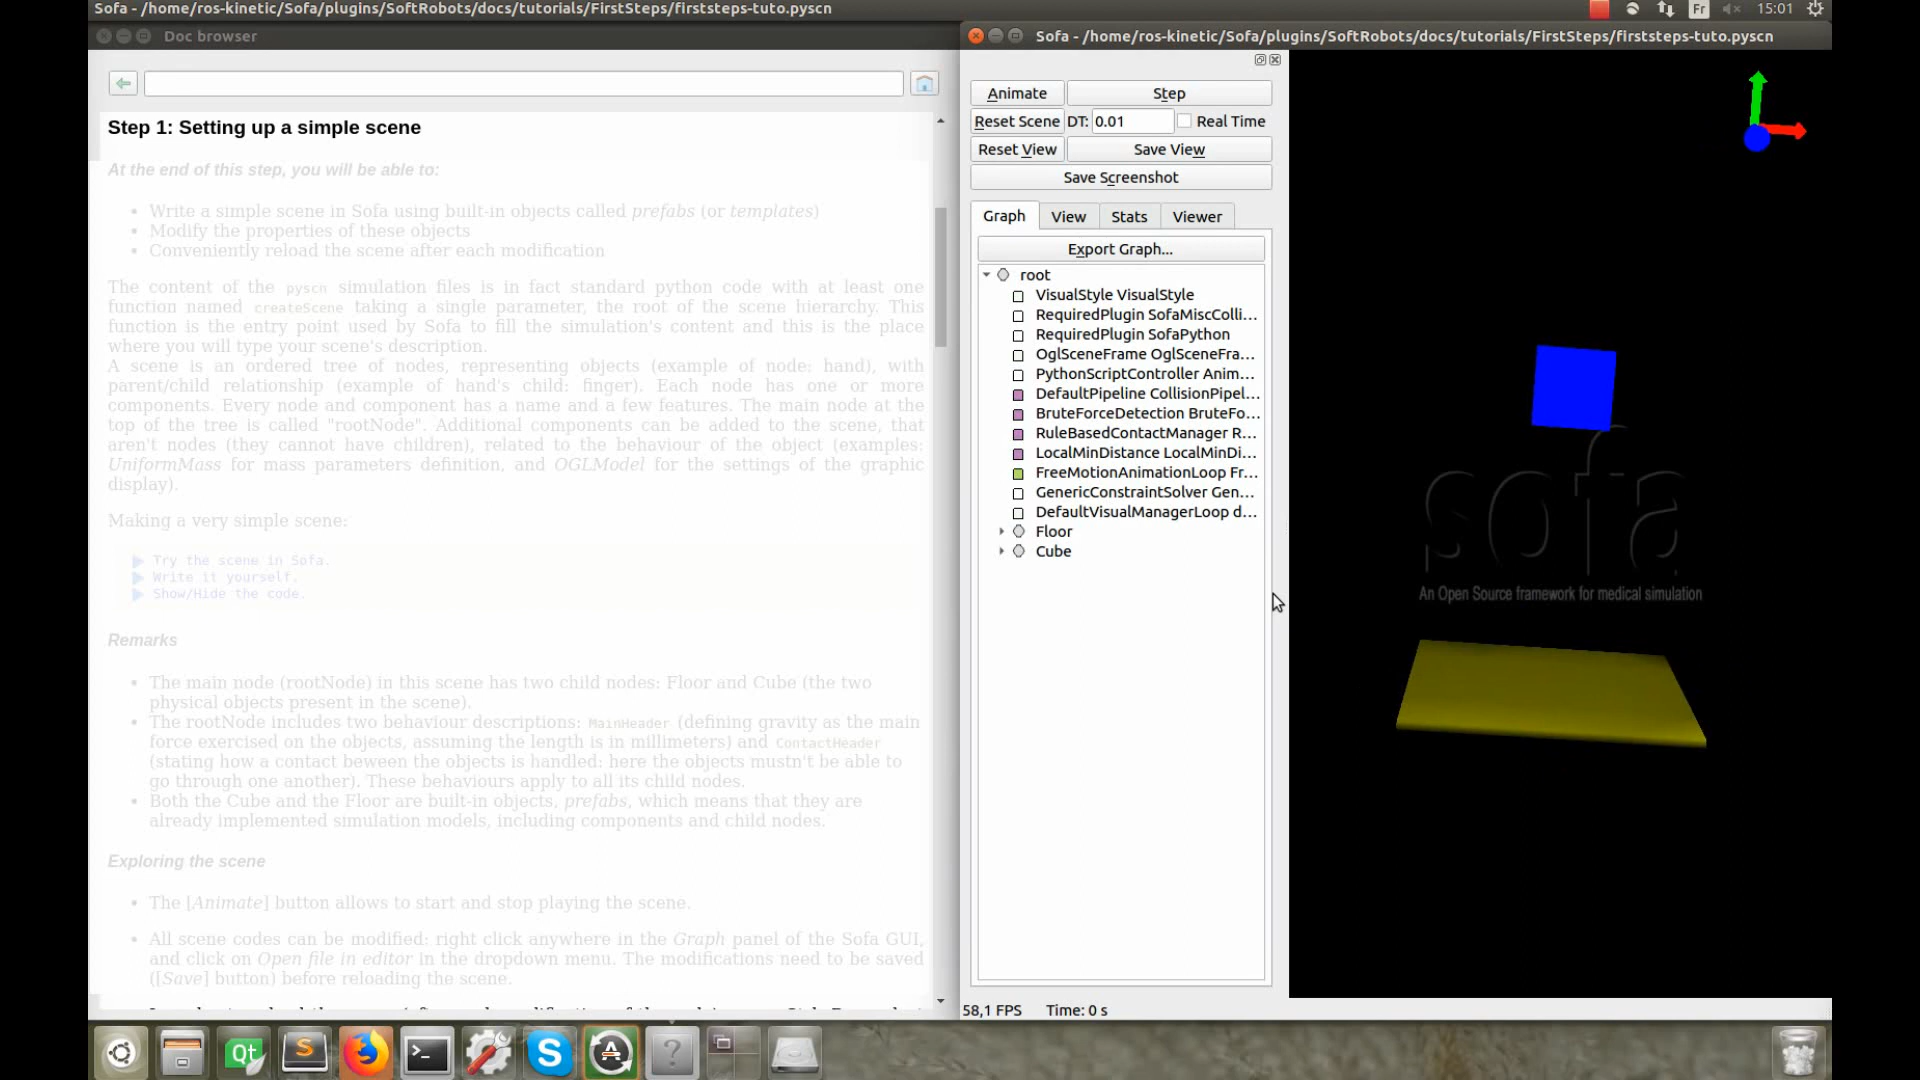 Sofa - /home/ros-kinetic/Sofa/plugins/SoftRobots/docs/tutorials/FirstSteps/firststeps-tuto.pyscn
Fr
15:01
Doc browser
Step 1: Setting up a simple scene
At the end of this step, you will be able to:
Write a simple scene in Sofa using built-in objects called prefabs (or templates)
Modify the properties of these objects
Conveniently reload the scene after each modification
The content of the pyscn simulation files is in fact standard python code with at least one
function named createScene taking a single parameter, the root of the scene hierarchy. This
function is the entry point used by Sofa to fill the simulation's content and this is the place
where you will type your scene's description.
A scene is an ordered tree of nodes, representing objects (example of node: hand), with
parent/child relationship (example of hand's child: finger). Each node has one or more
components. Every node and component has a name and a few features. The main node at the
top of the tree is called "rootNode". Additional components can be added to the scene, that
aren't nodes (they cannot have children), related to the behaviour of the object (examples:
UniformMass for mass parameters definition, and OGLModel for the settings of the graphic
display).
Making a very simple scene:
Try the scene in Sofa.
Write it yourself.
Show/Hide the code.
Remarks
The main node (rootNode) in this scene has two child nodes: Floor and Cube (the two
physical objects present in the scene).
The rootNode includes two behaviour descriptions: MainHeader (defining gravity as the main
force exercised on the objects, assuming the length is in millimeters) and ContactHeader
(stating how a contact beween the objects is handled: here the objects mustn't be able to
go through one another). These behaviours apply to all its child nodes.
Both the Cube and the Floor are built-in objects, prefabs, which means that they are
already implemented simulation models, including components and child nodes.
Exploring the scene
The [Animate] button allows to start and stop playing the scene.
All scene codes can be modified: right click anywhere in the Graph panel of the Sofa GUI,
and click on Open file in editor in the dropdown menu. The modifications need to be saved
([Save] button) before reloading the scene.
Sofa - /home/ros-kinetic/Sofa/plugins/SoftRobots/docs/tutorials/FirstSteps/firststeps-tuto.pyscn
Animate
Step
Reset Scene
DT: 0.01
Real Time
Reset View
Save View
Save Screenshot
Graph
View
Stats
Viewer
Export Graph...
root
VisualStyle VisualStyle
RequiredPlugin SofaMiscColli...
RequiredPlugin SofaPython
OglSceneFrame OglSceneFra...
PythonScriptController Anim...
DefaultPipeline CollisionPipel...
BruteForceDetection BruteFo...
RuleBasedContactManager R...
LocalMinDistance LocalMinDi...
FreeMotionAnimationLoop Fr...
GenericConstraintSolver Gen...
DefaultVisualManagerLoop d...
Floor
Cube
58,1 FPS
Time: 0 s
sofa
An Open Source framework for medical simulation
Qt
S
S
A
?